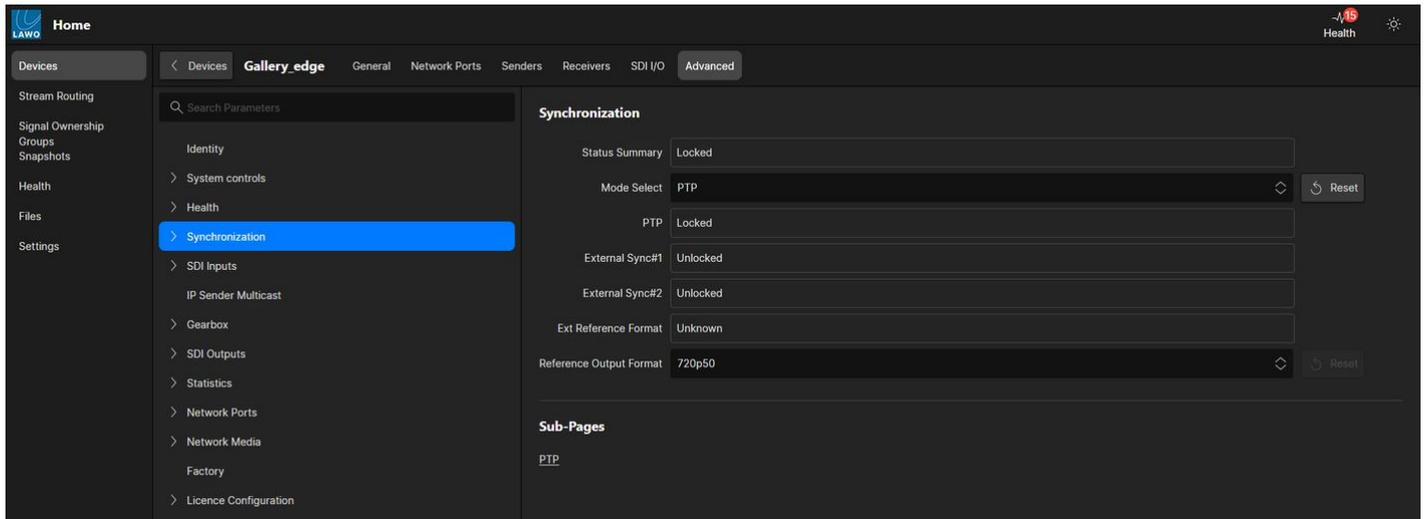 LAWO
Home
15
Health
Devices
Stream Routing
Signal Ownership
Groups
Snapshots
Health
Files
Settings
Devices Gallery_edge General Network Ports Senders Receivers SDI I/O Advanced
Search Parameters
Identity
System controls
Health
Synchronization
SDI Inputs
IP Sender Multicast
Gearbox
SDI Outputs
Statistics
Network Ports
Network Media
Factory
Licence Configuration
Synchronization
Status Summary Locked
Mode Select PTP Reset
PTP Locked
External Sync#1 Unlocked
External Sync#2 Unlocked
Ext Reference Format Unknown
Reference Output Format 720p50 Reset
Sub-Pages
PTP